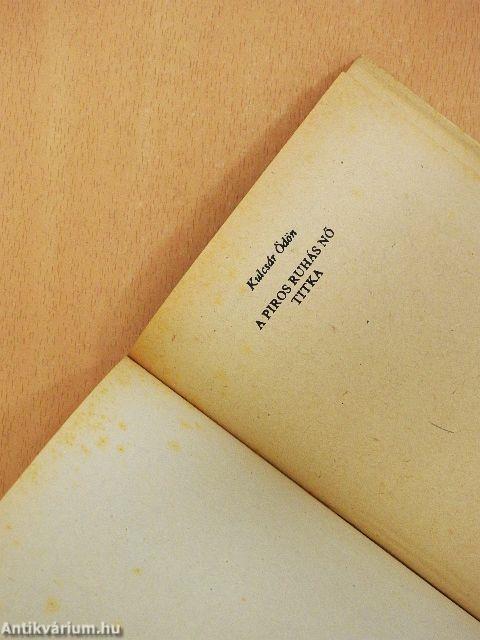 Kulcsár Ödön
A PIROS RUHÁS NŐ
TITKA
Antikvárium.hu